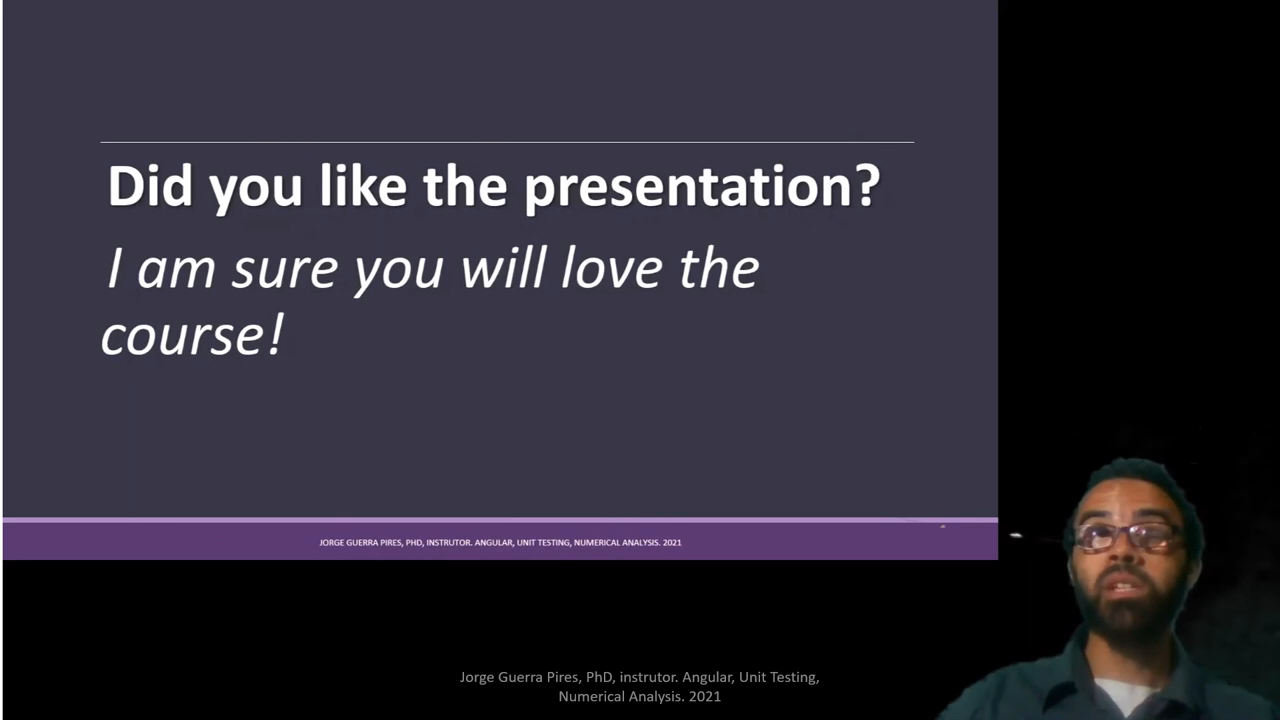 Did you like the presentation?
I am sure you will love the
course!
JORGE GUERRA PIRES, PHD, INSTRUTOR. ANGULAR, UNIT TESTING, NUMERICAL ANALYSIS. 2021
Jorge Guerra Pires, PhD, instrutor. Angular, Unit Testing,
Numerical Analysis. 2021